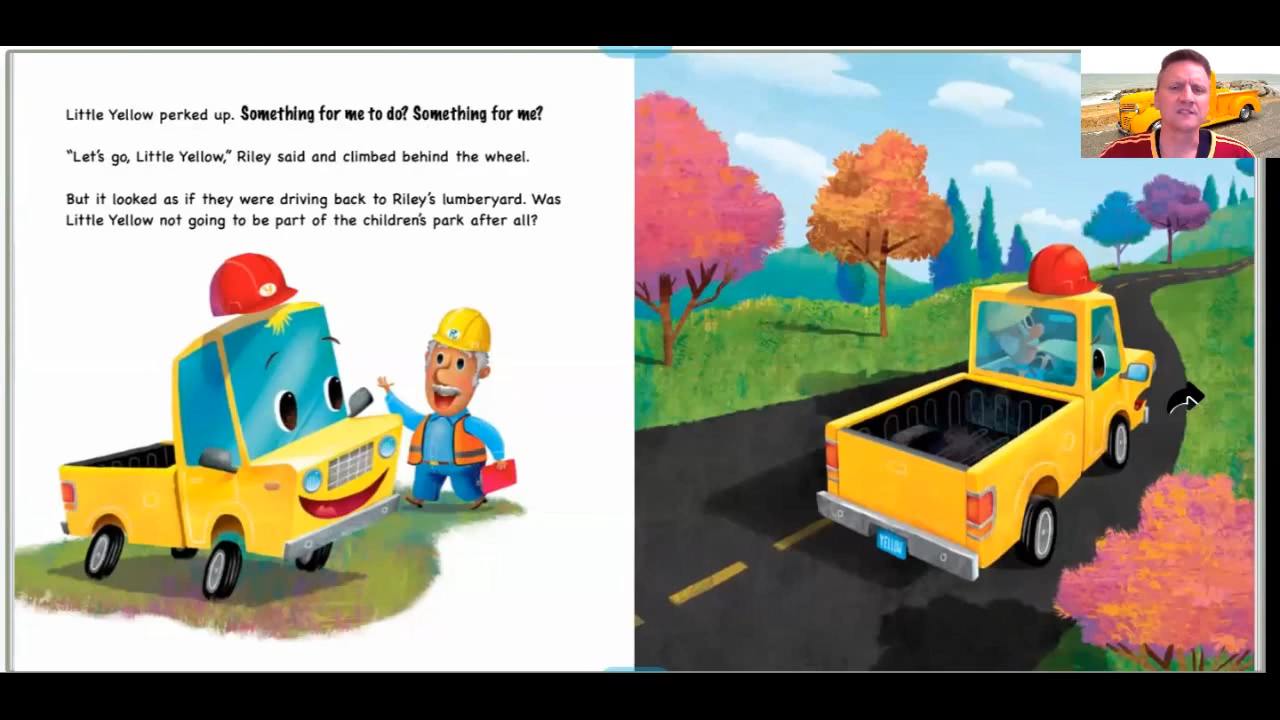 Little Yellow perked up. Something for me to do? Something for me?
“Let’s go, Little Yellow,” Riley said and climbed behind the wheel.
But it looked as if they were driving back to Riley’s lumberyard. Was
Little Yellow not going to be part of the children’s park after all?
YELLOW